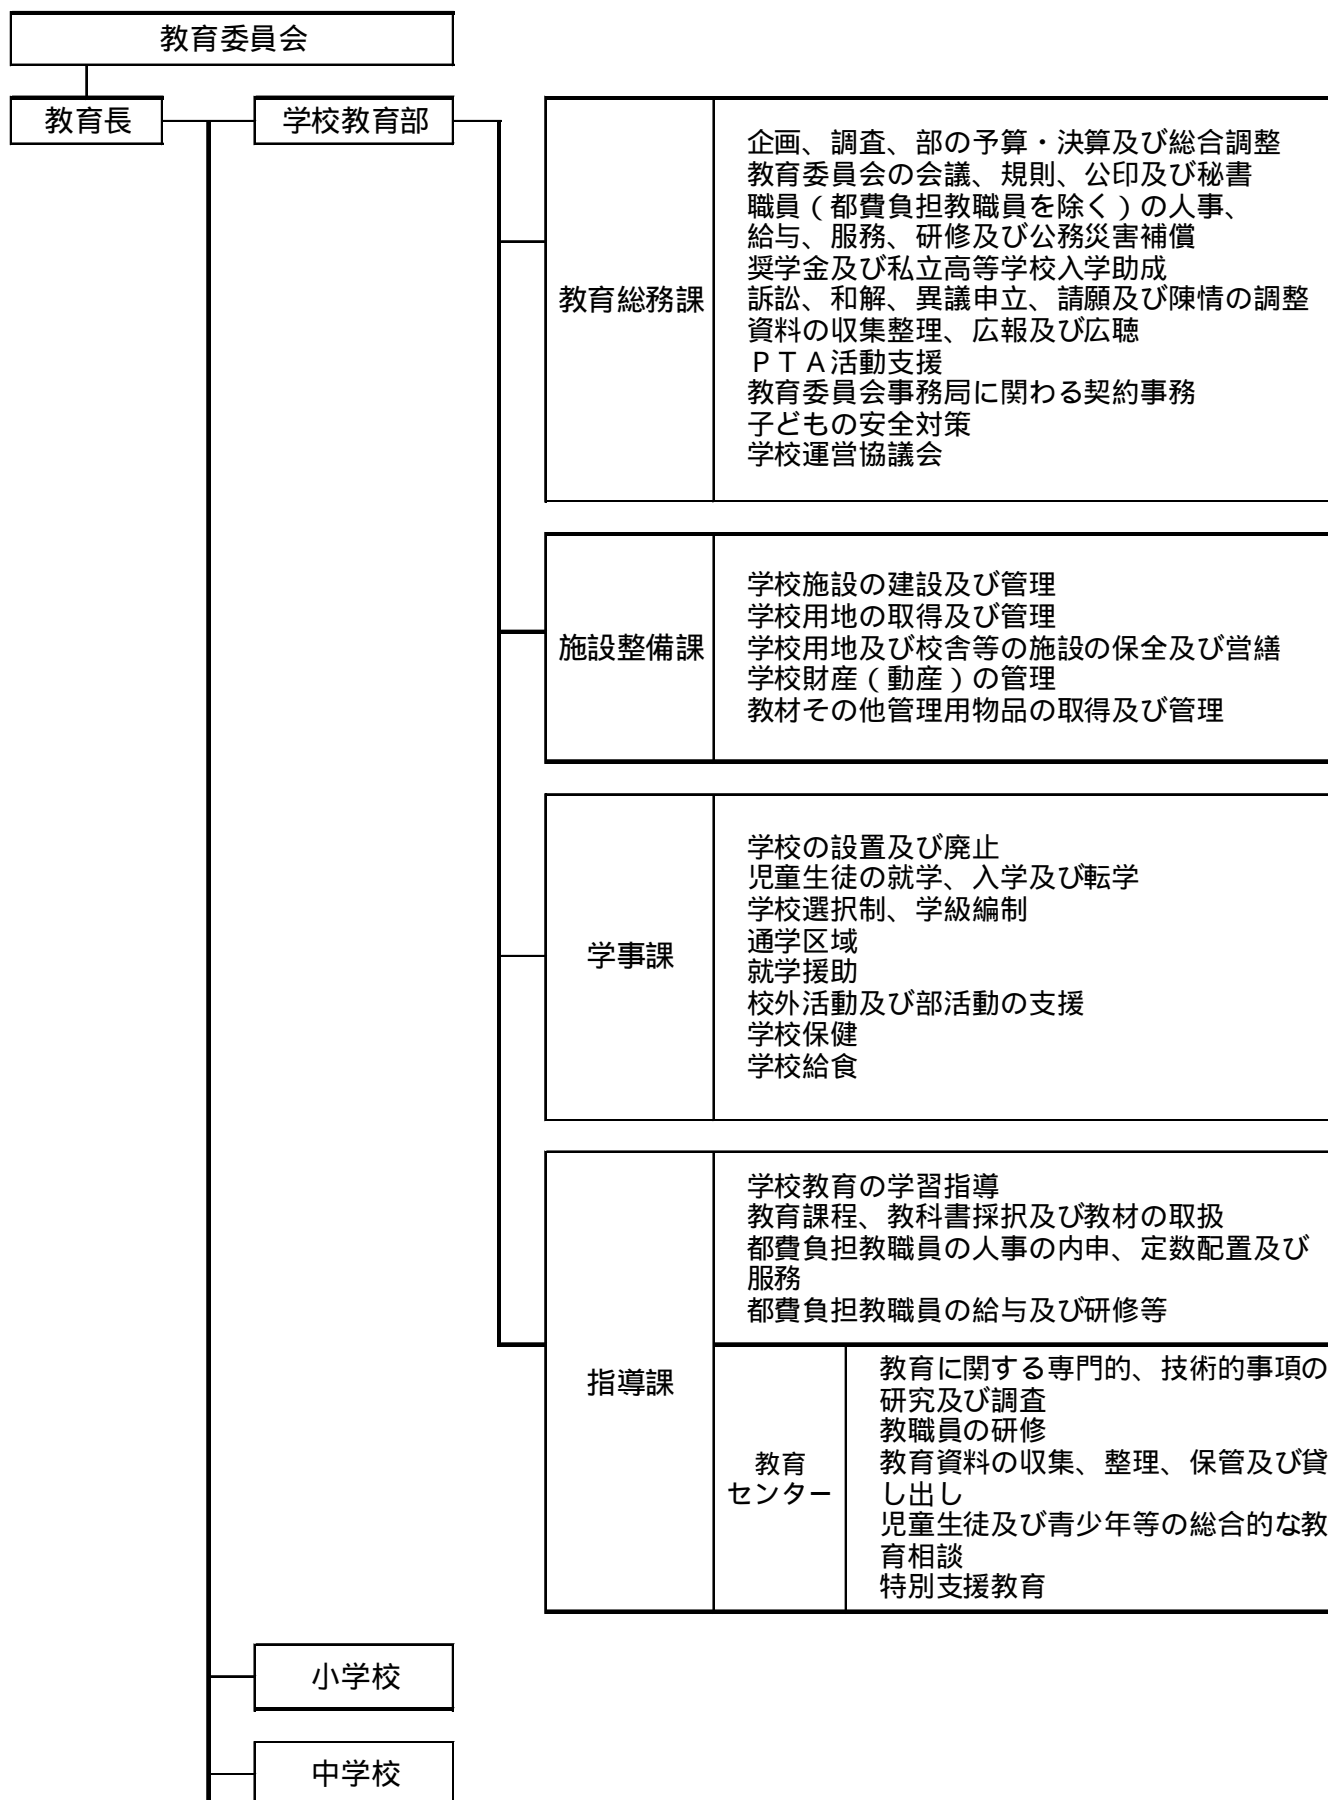 教育委員会
教育長
学校教育部
教育総務課
企画、調査、部の予算・決算及び総合調整
教育委員会の会議、規則、公印及び秘書
職員（都費負担教職員を除く）の人事、
給与、服務、研修及び公務災害補償
奨学金及び私立高等学校入学助成
訴訟、和解、異議申立、請願及び陳情の調整
資料の収集整理、広報及び広聴
ＰＴＡ活動支援
教育委員会事務局に関わる契約事務
子どもの安全対策
学校運営協議会
施設整備課
学校施設の建設及び管理
学校用地の取得及び管理
学校用地及び校舎等の施設の保全及び営繕
学校財産（動産）の管理
教材その他管理用物品の取得及び管理
学事課
学校の設置及び廃止
児童生徒の就学、入学及び転学
学校選択制、学級編制
通学区域
就学援助
校外活動及び部活動の支援
学校保健
学校給食
指導課
学校教育の学習指導
教育課程、教科書採択及び教材の取扱
都費負担教職員の人事の内申、定数配置及び
服務
都費負担教職員の給与及び研修等
教育
センター
教育に関する専門的、技術的事項の
研究及び調査
教職員の研修
教育資料の収集、整理、保管及び貸
し出し
児童生徒及び青少年等の総合的な教
育相談
特別支援教育
小学校
中学校